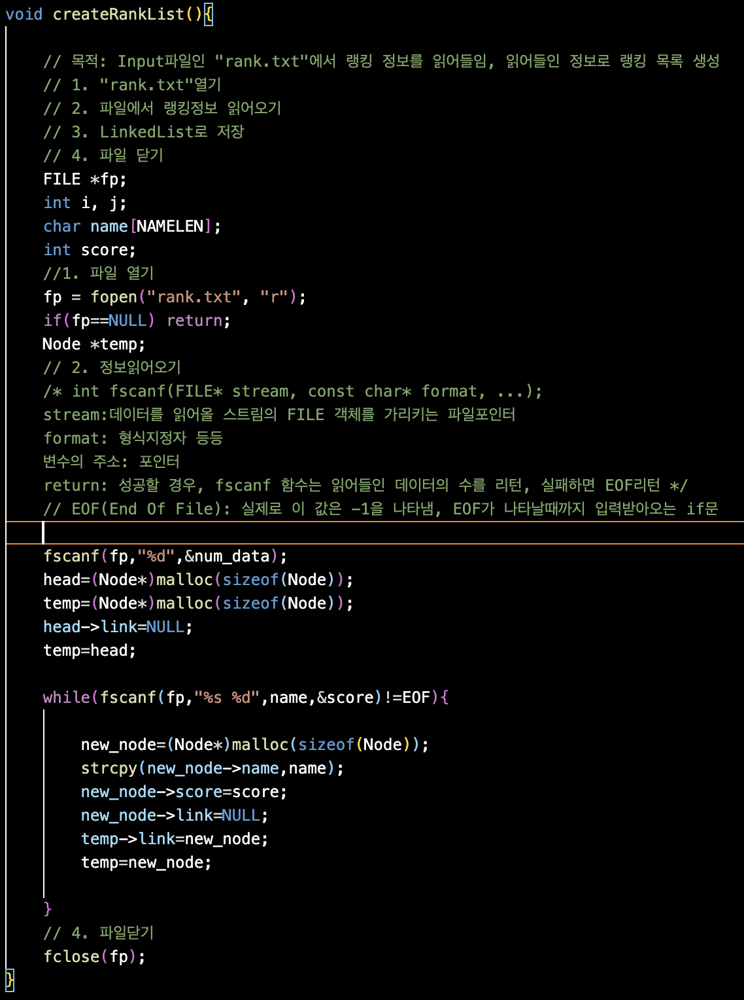 void createRankList(){
// 목적: Input파일인 "rank.txt"에서 랭킹 정보를 읽어들임, 읽어들인 정보로 랭킹 목록 생성
// 1. "rank.txt"열기
// 2. 파일에서 랭킹정보 읽어오기
// 3. LinkedList로 저장
// 4. 파일 닫기
FILE *fp;
int i, j;
char name[NAMELEN];
int score;
//1. 파일 열기
fp = fopen("rank.txt", "r");
if(fp==NULL) return;
Node *temp;
// 2. 정보읽어오기
/* int fscanf(FILE* stream, const char* format, ...);
stream:데이터를 읽어올 스트림의 FILE 객체를 가리키는 파일포인터
format: 형식지정자 등등
변수의 주소: 포인터
return: 성공할 경우, fscanf 함수는 읽어들인 데이터의 수를 리턴, 실패하면 EOF리턴 */
// EOF(End Of File): 실제로 이 값은 -1을 나타냄, EOF가 나타날때까지 입력받아오는 if문
fscanf(fp,"%d",&num_data);
head=(Node*)malloc(sizeof(Node));
temp=(Node*)malloc(sizeof(Node));
head->link=NULL;
temp=head;
while(fscanf(fp,"%s %d",name,&score)!=EOF){
new_node=(Node*)malloc(sizeof(Node));
strcpy(new_node->name,name);
new_node->score=score;
new_node->link=NULL;
temp->link=new_node;
temp=new_node;
}
// 4. 파일닫기
fclose(fp);
}